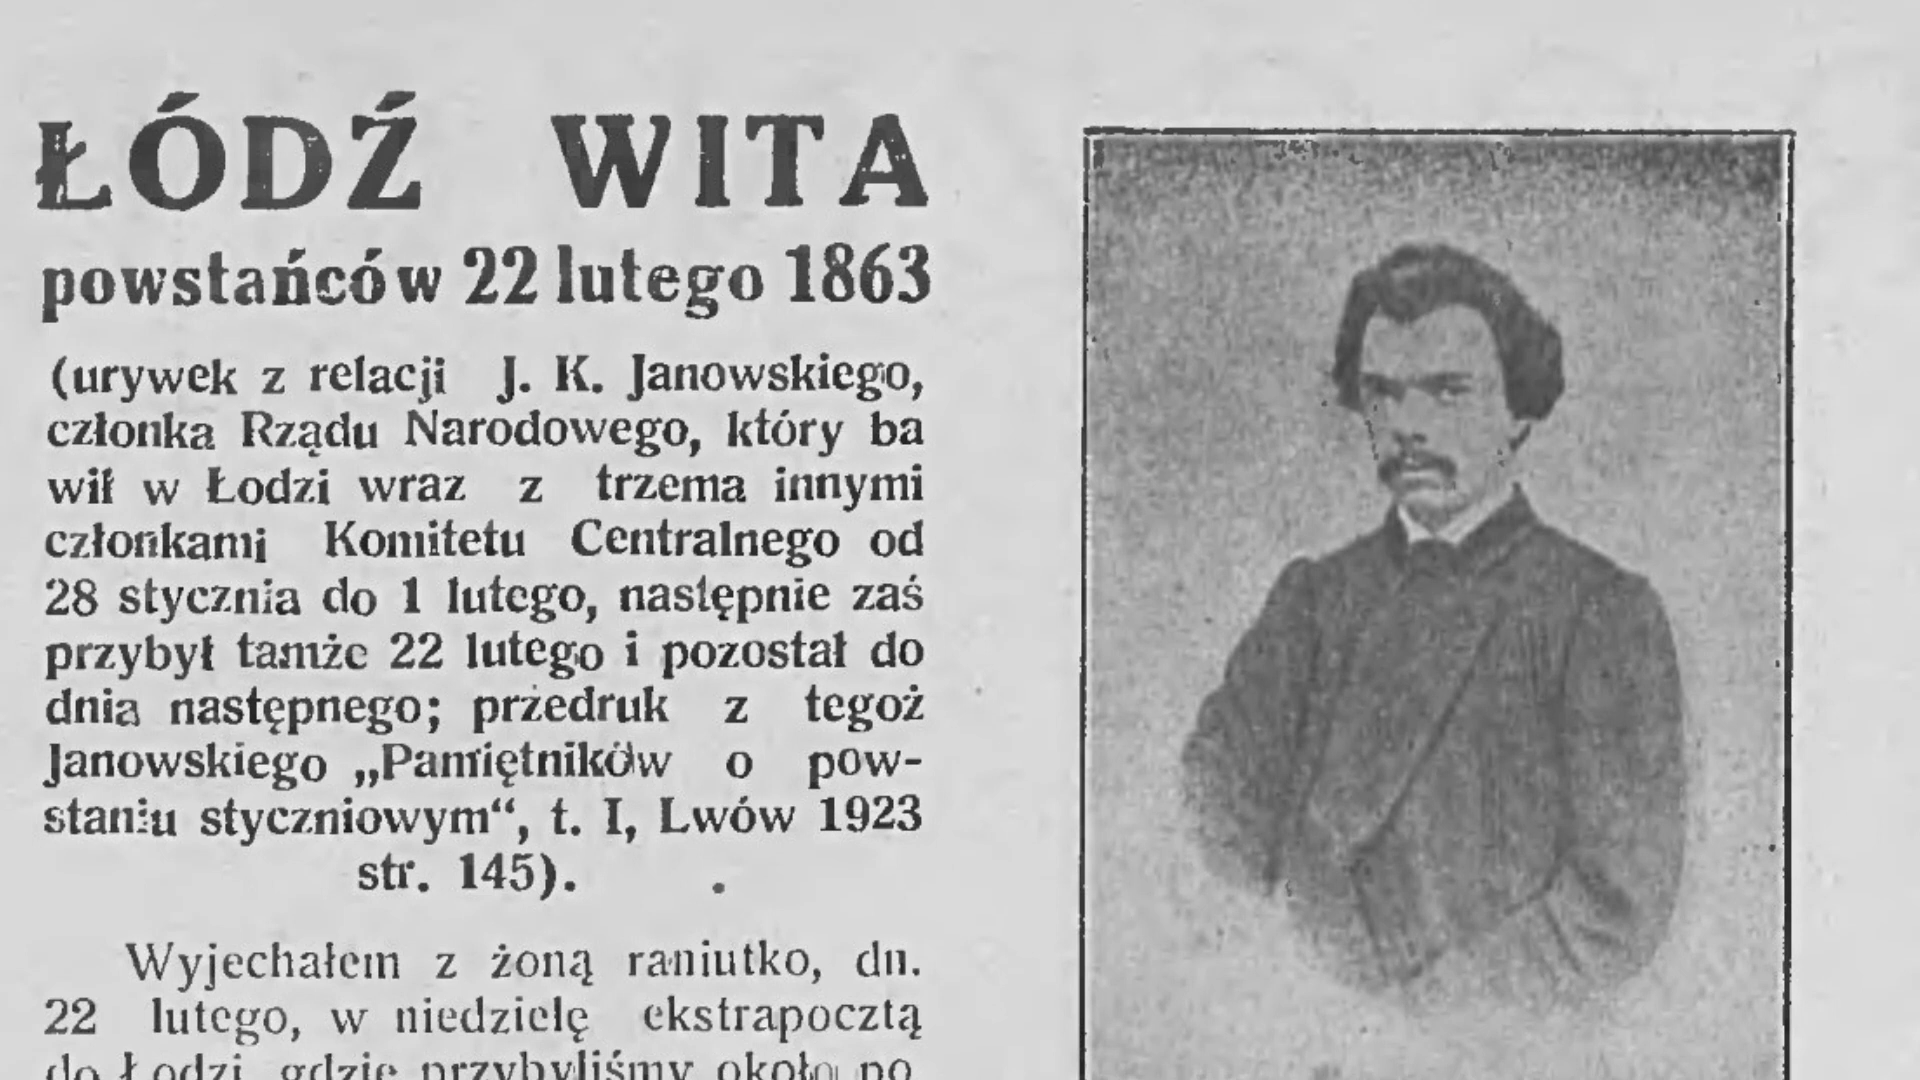 ŁÓDŹ WITA
powstańców 22 lutego 1863
(urywek z relacji J. K. Janowskiego,
członka Rządu Narodowego, który ba
wił w Łodzi wraz z trzema innymi
członkami Komitetu Centralnego od
28 stycznia do 1 lutego, następnie zaś
przybył tamże 22 lutego i pozostał do
dnia następnego; przedruk z tegoż
Janowskiego „Pamiętników o pow-
staniu styczniowym“, t. I, Lwów 1923
str. 145).
Wyjechałem z żoną raniutko, dn.
22 lutego, w niedzielę ekstrapocztą
do Łodzi, gdzie przybyliśmy około po